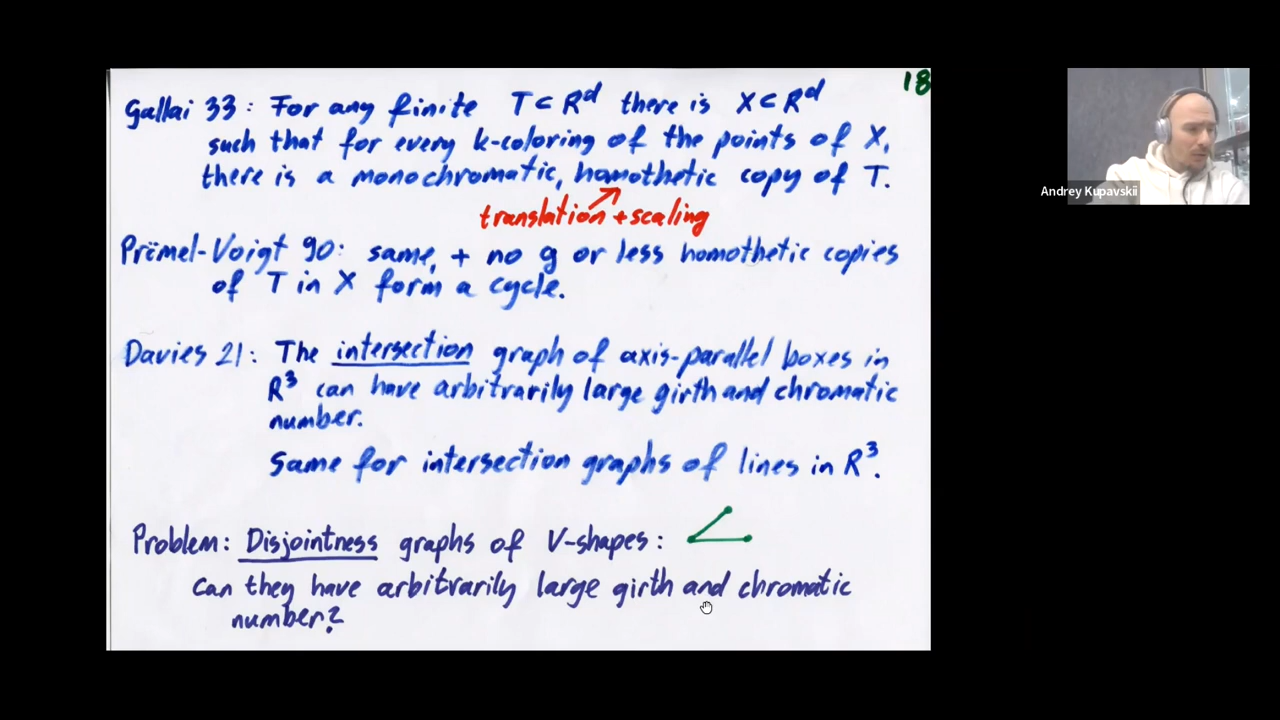 18
Gallai 33: For any finite T⊂R^d there is X⊂R^d
such that for every k-coloring of the points of X,
there is a monochromatic, homothetic copy of T.
translation + scaling
Prömel-Voigt 90: same, + no g or less homothetic copies
of T in X form a cycle.
Davies 21: The intersection graph of axis-parallel boxes in
R^3 can have arbitrarily large girth and chromatic
number.
Same for intersection graphs of lines in R^3.
Problem: Disjointness graphs of V-shapes:
Can they have arbitrarily large girth and chromatic
number?
Andrey Kupavskii